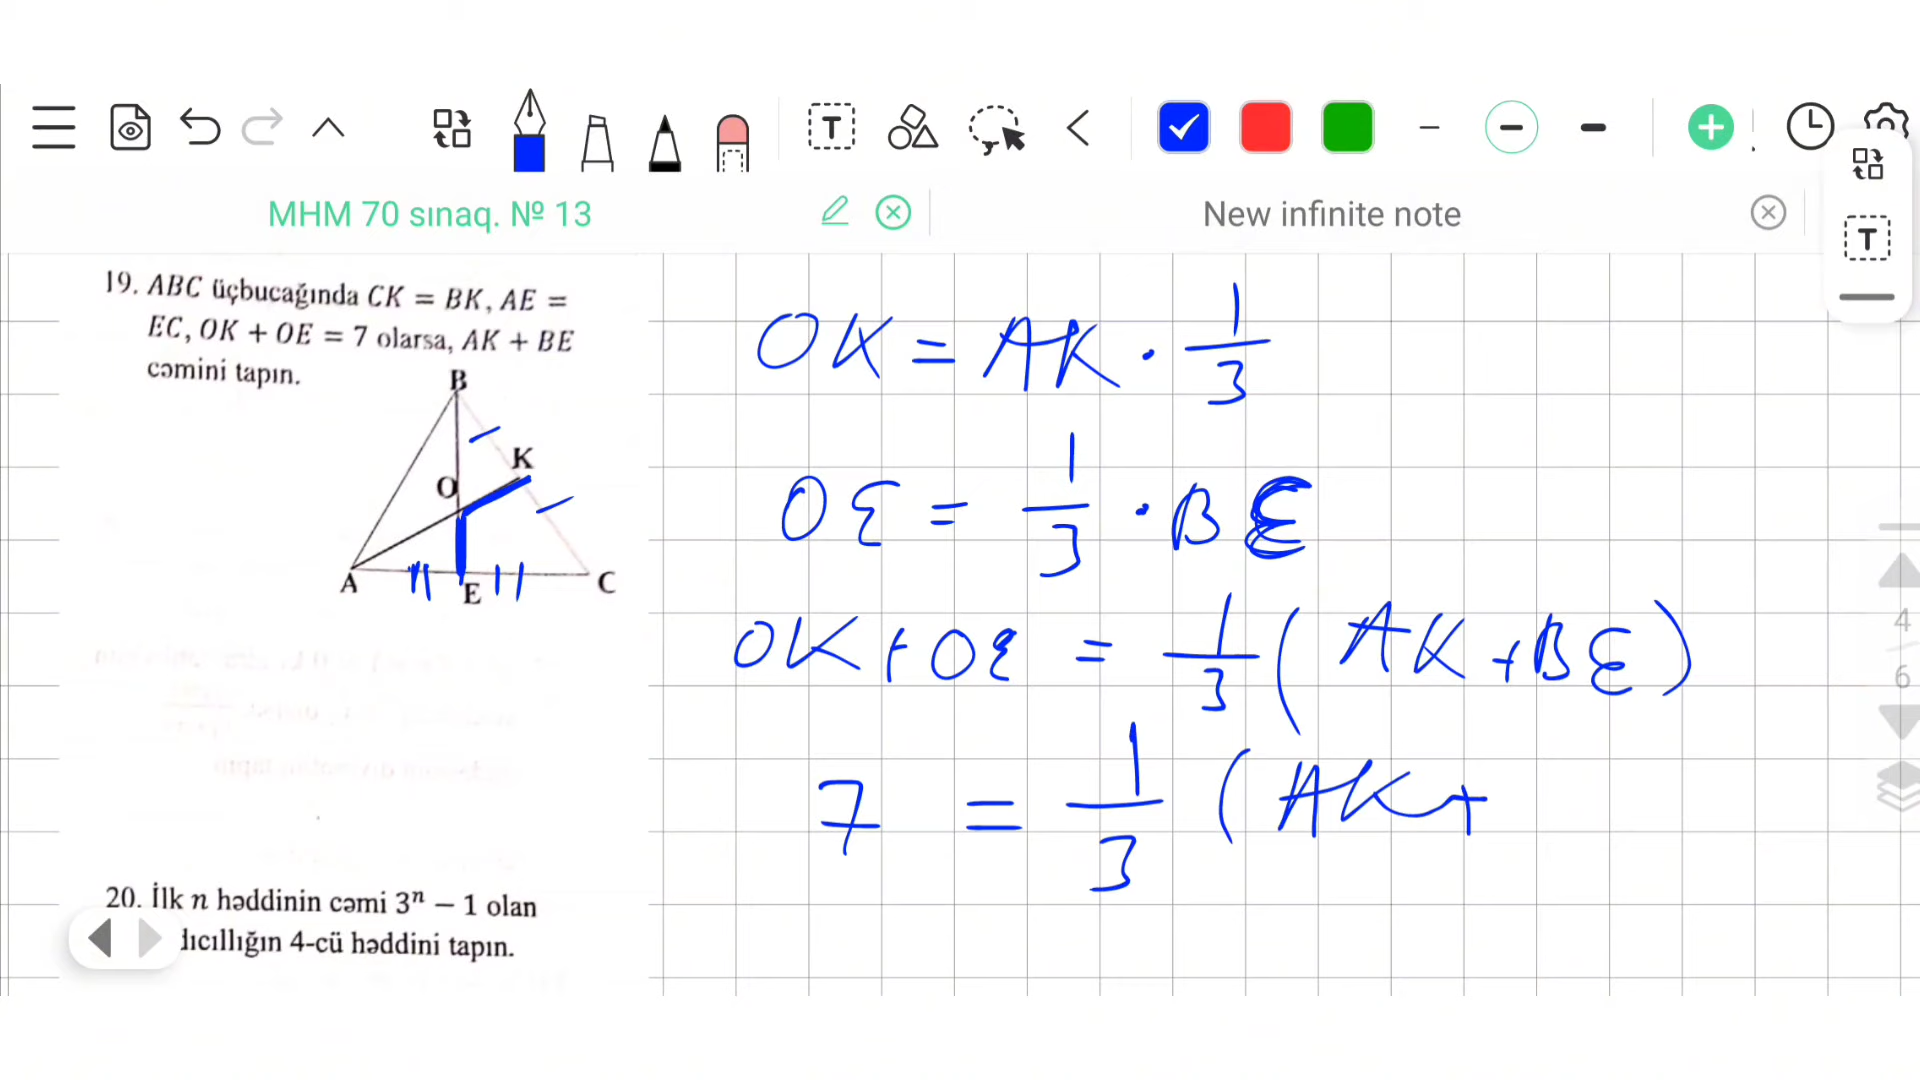 T
T
MHM 70 sınaq. № 13
New infinite note
19. ABC üçbucağında CK = BK, AE =
EC, OK + OE = 7 olarsa, AK + BE
cəmini tapın.
B
K
O
A
E
C
OK = AK · 1/3
OE = 1/3 · BE
OK + OE = 1/3 (AK + BE)
7 = 1/3 (AK +
4
6
20. İlk n həddinin cəmi 3ⁿ − 1 olan
dıcıllığın 4-cü həddini tapın.